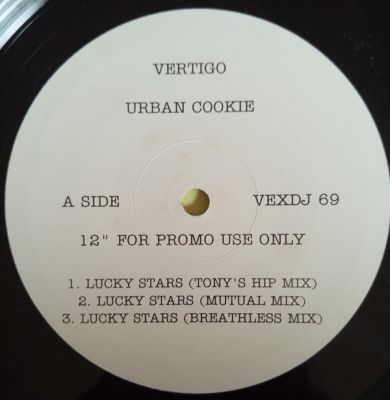 VERTIGO
URBAN COOKIE
A SIDE VEXDJ 69
12" FOR PROMO USE ONLY
1. LUCKY STARS (TONY'S HIP MIX)
2. LUCKY STARS (MUTUAL MIX)
3. LUCKY STARS (BREATHLESS MIX)